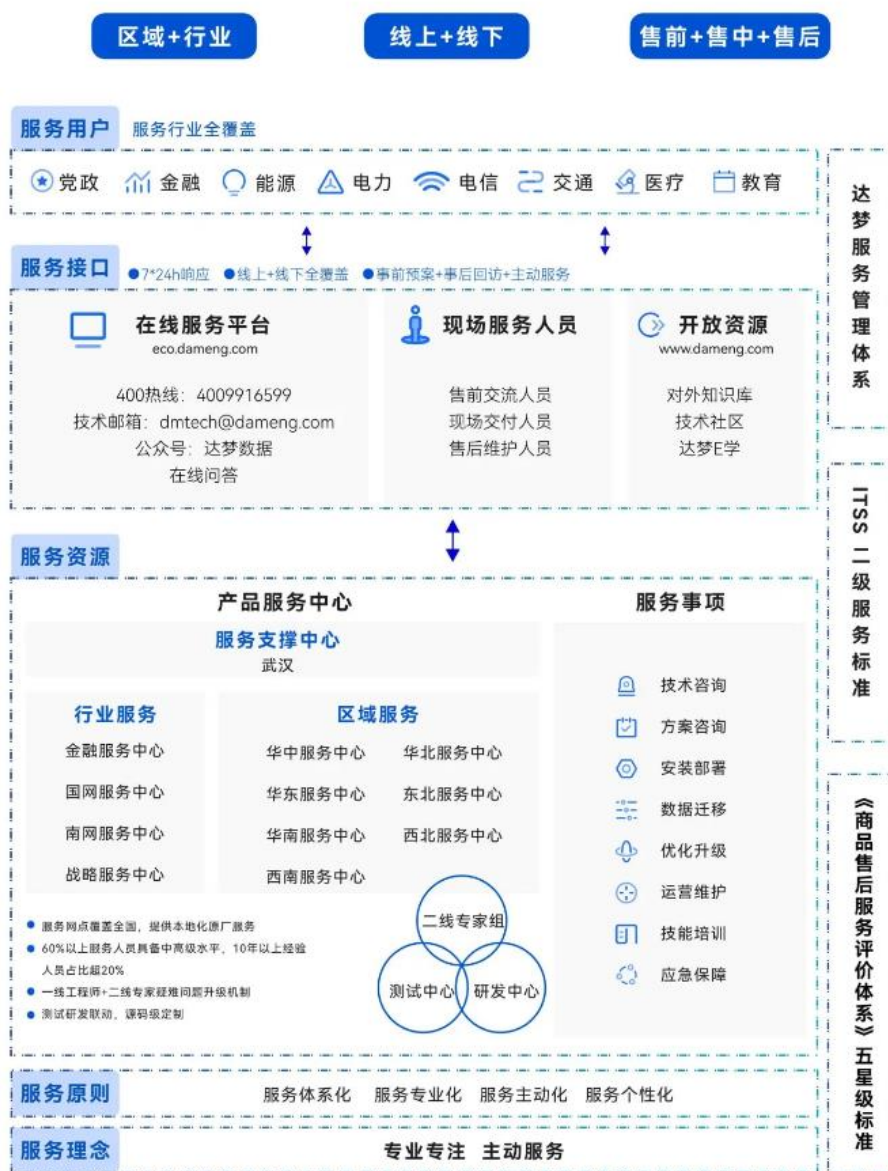 区域+行业
线上+线下
售前+售中+售后
服务用户
服务行业全覆盖
党政
金融
能源
电力
电信
交通
医疗
教育
服务接口
●7*24h响应 ●线上+线下全覆盖 ●事前预案+事后回访+主动服务
在线服务平台
eco.dameng.com
400热线：4009916599
技术邮箱：dmtech@dameng.com
公众号：达梦数据
在线问答
现场服务人员
售前交流人员
现场交付人员
售后维护人员
开放资源
www.dameng.com
对外知识库
技术社区
达梦E学
服务资源
产品服务中心
服务支撑中心
武汉
行业服务
金融服务中心
国网服务中心
南网服务中心
战略服务中心
区域服务
华中服务中心 华北服务中心
华东服务中心 东北服务中心
华南服务中心 西北服务中心
西南服务中心
● 服务网点覆盖全国，提供本地化原厂服务
● 60%以上服务人员具备中高级水平，10年以上经验
人员占比超20%
● 一线工程师+二线专家疑难问题升级机制
● 测试研发联动，源码级定制
二线专家组
测试中心
研发中心
服务事项
技术咨询
方案咨询
安装部署
数据迁移
优化升级
运营维护
技能培训
应急保障
服务原则
服务体系化 服务专业化 服务主动化 服务个性化
服务理念
专业专注 主动服务
达梦服务管理体系
ITSS 二级服务标准
《商品售后服务评价体系》五星级标准